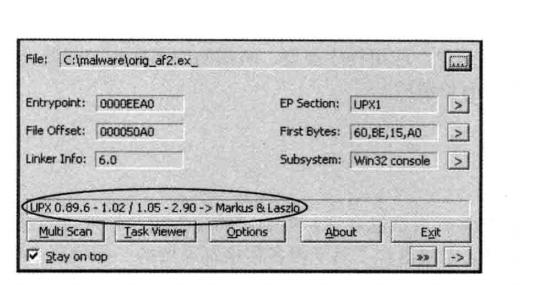 File: C:\malware\orig_af2.ex_ ...
Entrypoint: 0000EEA0 EP Section: UPX1 >
File Offset: 000050A0 First Bytes: 60,BE,15,A0 >
Linker Info: 6.0 Subsystem: Win32 console >
UPX 0.89.6 - 1.02 / 1.05 - 2.90 -> Markus & Laszlo
Multi Scan Task Viewer Options About Exit
Stay on top »» ->